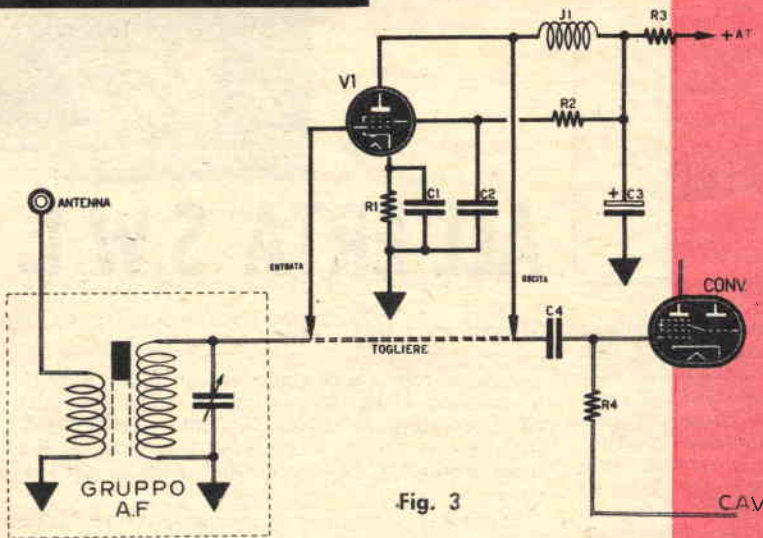 J1
R3
+ AT
V1
R2
ANTENNA
R1
C1
C2
+
C3
ENTRATA
USCITA
CONV.
C4
TOGLIERE
R4
GRUPPO
A.F
Fig. 3
C.A.V